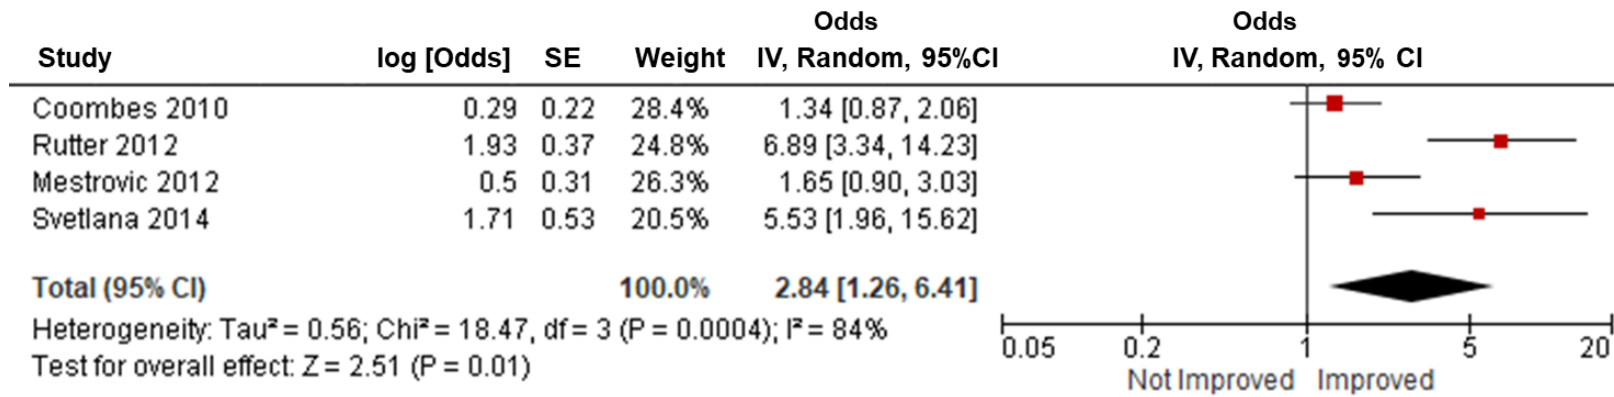 Odds Odds
Study log [Odds] SE Weight IV, Random, 95%CI IV, Random, 95% CI
Coombes 2010 0.29 0.22 28.4% 1.34 [0.87, 2.06]
Rutter 2012 1.93 0.37 24.8% 6.89 [3.34, 14.23]
Mestrovic 2012 0.5 0.31 26.3% 1.65 [0.90, 3.03]
Svetlana 2014 1.71 0.53 20.5% 5.53 [1.96, 15.62]
Total (95% CI) 100.0% 2.84 [1.26, 6.41]
Heterogeneity: Tau² = 0.56; Chi² = 18.47, df = 3 (P = 0.0004); I² = 84%
Test for overall effect: Z = 2.51 (P = 0.01)
0.05 0.2 1 5 20
Not Improved Improved